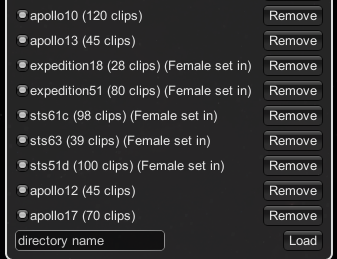 apollo10 (120 clips) Remove
apollo13 (45 clips) Remove
expedition18 (28 clips) (Female set in) Remove
expedition51 (80 clips) (Female set in) Remove
sts61c (98 clips) (Female set in) Remove
sts63 (39 clips) (Female set in) Remove
sts51d (100 clips) (Female set in) Remove
apollo12 (45 clips) Remove
apollo17 (70 clips) Remove
directory name Load